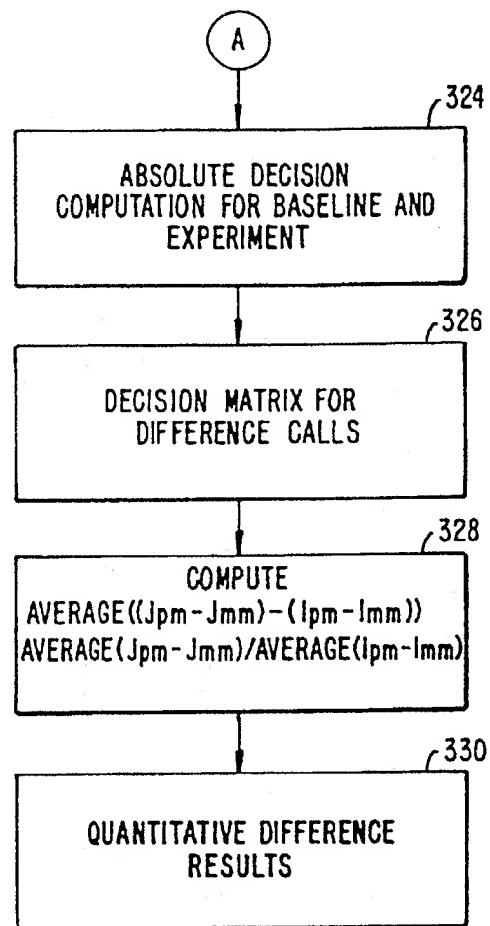 A
324
ABSOLUTE DECISION
COMPUTATION FOR BASELINE AND
EXPERIMENT
326
DECISION MATRIX FOR
DIFFERENCE CALLS
328
COMPUTE
AVERAGE((Jpm-Jmm)-(Ipm-Imm))
AVERAGE(Jpm-Jmm)/AVERAGE(Ipm-Imm)
330
QUANTITATIVE DIFFERENCE
RESULTS